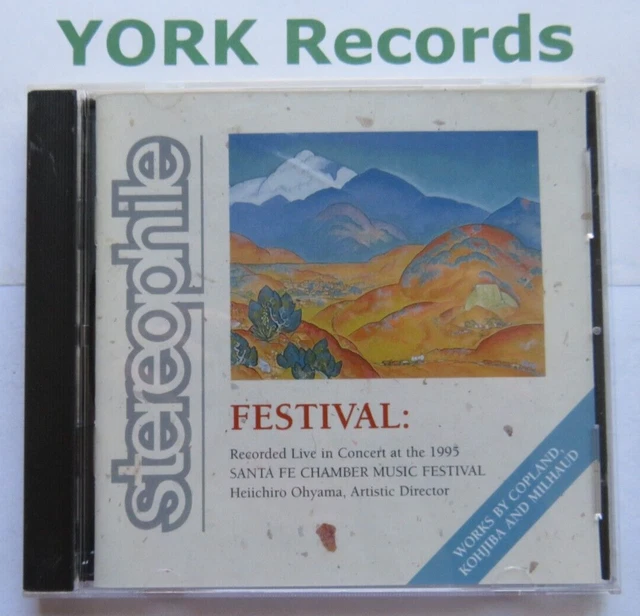 YORK Records
stereophile
FESTIVAL:
Recorded Live in Concert at the 1995
SANTA FE CHAMBER MUSIC FESTIVAL
Heiichiro Ohyama, Artistic Director
WORKS BY COPLAND,
KOHJIBA AND MILHAUD